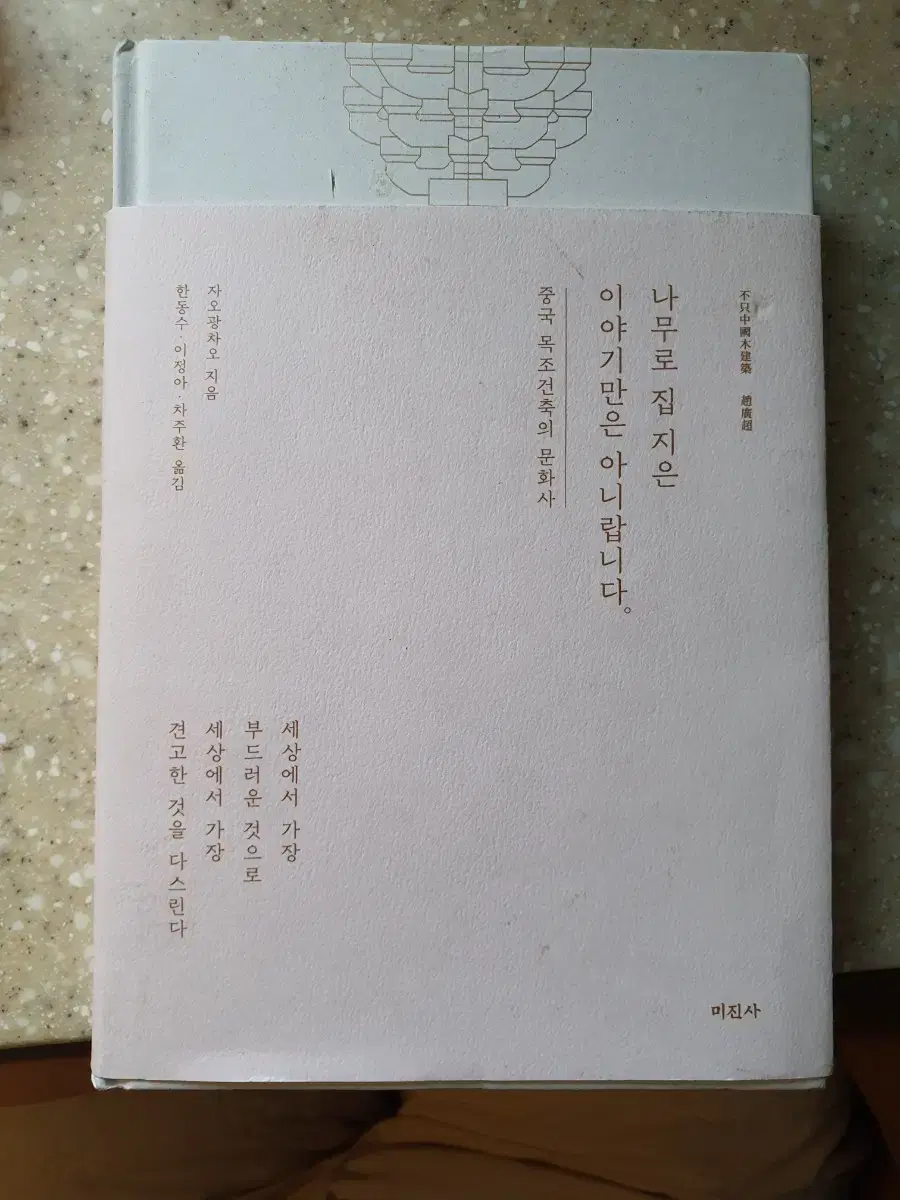 不只中國木建築 趙廣超
나무로 집 지은
이야기만은 아니랍니다。
중국 목조건축의 문화사
자오광차오 지음
한동수·이정아·차주환 옮김
세상에서 가장
부드러운 것으로
세상에서 가장
견고한 것을 다스린다
미진사